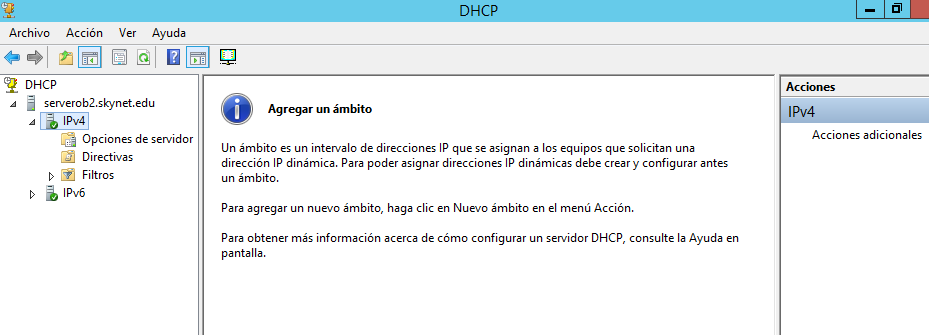 DHCP
Archivo Acción Ver Ayuda
DHCP
serverob2.skynet.edu
IPv4
Opciones de servidor
Directivas
Filtros
IPv6
Agregar un ámbito
Un ámbito es un intervalo de direcciones IP que se asignan a los equipos que solicitan una
dirección IP dinámica. Para poder asignar direcciones IP dinámicas debe crear y configurar antes
un ámbito.
Para agregar un nuevo ámbito, haga clic en Nuevo ámbito en el menú Acción.
Para obtener más información acerca de cómo configurar un servidor DHCP, consulte la Ayuda en
pantalla.
Acciones
IPv4
Acciones adicionales